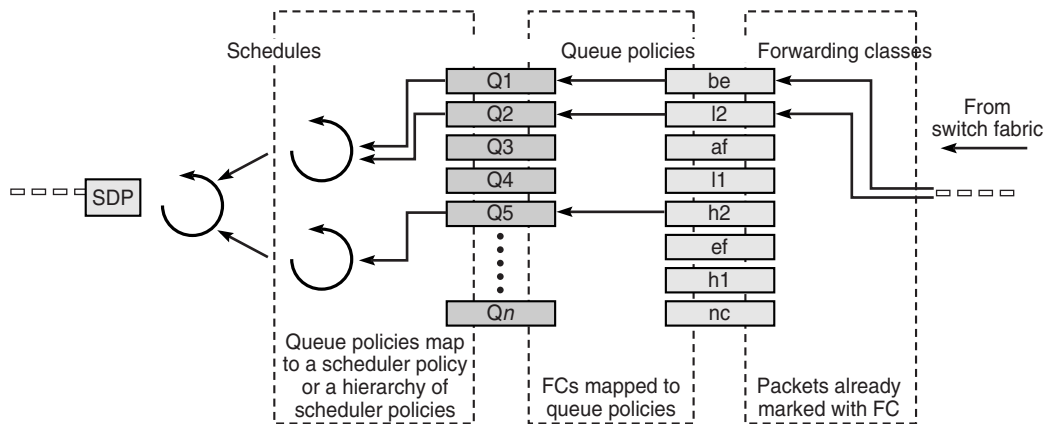 Schedules
Queue policies
Forwarding classes
Q1
be
Q2
l2
Q3
af
Q4
l1
Q5
h2
ef
h1
Qn
nc
From
switch fabric
SDP
Queue policies map
to a scheduler policy
or a hierarchy of
scheduler policies
FCs mapped to
queue policies
Packets already
marked with FC